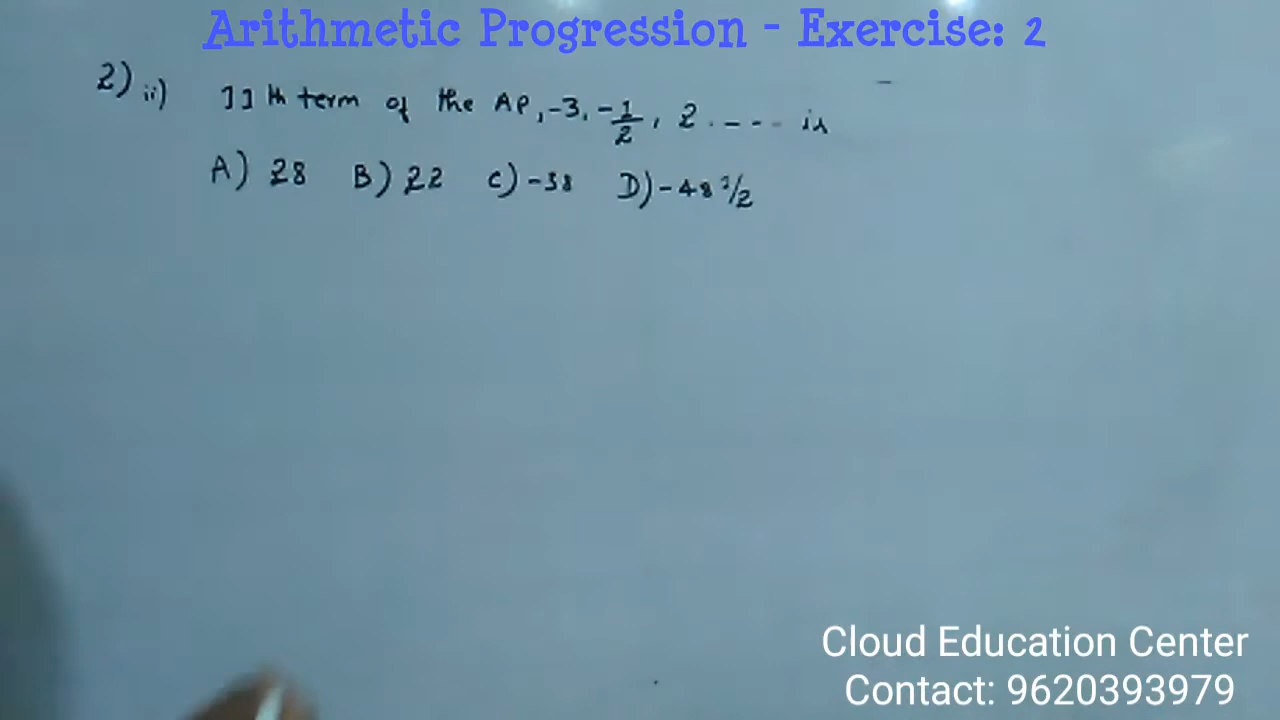 Arithmetic Progression - Exercise: 2
2) ii) 11th term of the AP, -3, -1/2, 2 .---- is
A) 28 B) 22 C) -38 D) -48 1/2
Cloud Education Center
Contact: 9620393979